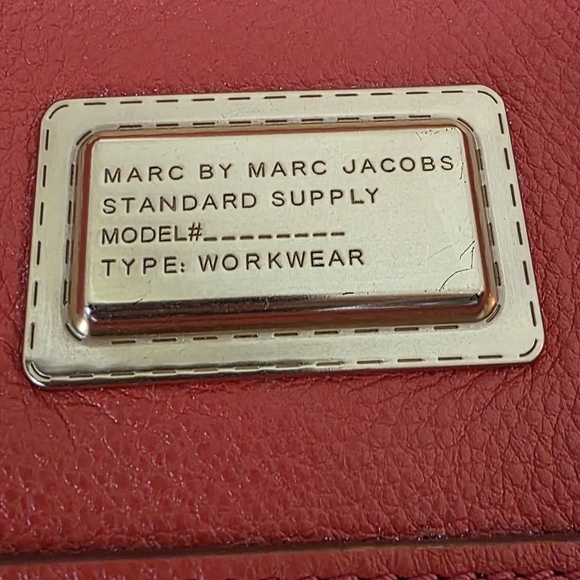 MARC BY MARC JACOBS
STANDARD SUPPLY
MODEL#_________
TYPE: WORKWEAR